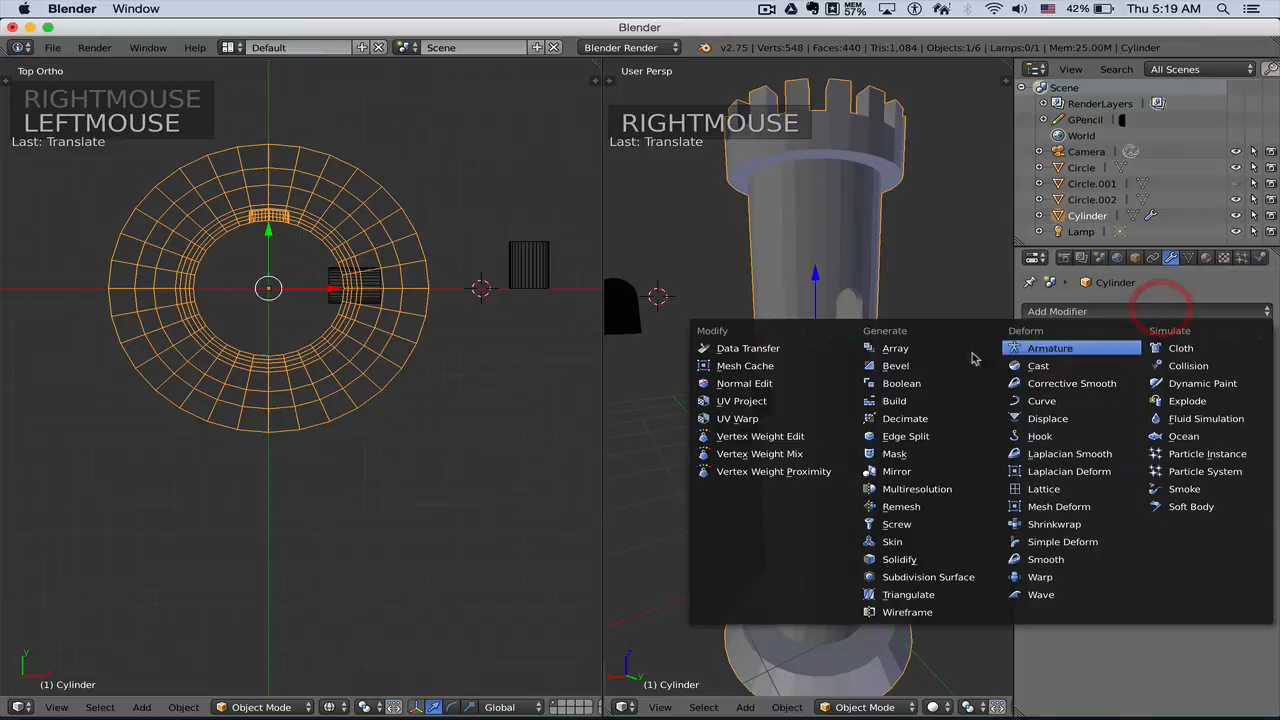 Blender Window MEM 57% 42% Thu 5:19 AM
Blender
File Render Window Help Default Scene Blender Render v2.75 | Verts:548 | Faces:440 | Tris:1,084 | Objects:1/6 | Lamps:0/1 | Mem:25.00M | Cylinder
Top Ortho
RIGHTMOUSE
LEFTMOUSE
Last: Translate
User Persp
RIGHTMOUSE
Last: Translate
View Search All Scenes
Scene
RenderLayers
GPencil
World
Camera
Circle
Circle.001
Circle.002
Cylinder
Lamp
Cylinder
Add Modifier
Modify
Data Transfer
Mesh Cache
Normal Edit
UV Project
UV Warp
Vertex Weight Edit
Vertex Weight Mix
Vertex Weight Proximity
Generate
Array
Bevel
Boolean
Build
Decimate
Edge Split
Mask
Mirror
Multiresolution
Remesh
Screw
Skin
Solidify
Subdivision Surface
Triangulate
Wireframe
Deform
Armature
Cast
Corrective Smooth
Curve
Displace
Hook
Laplacian Smooth
Laplacian Deform
Lattice
Mesh Deform
Shrinkwrap
Simple Deform
Smooth
Warp
Wave
Simulate
Cloth
Collision
Dynamic Paint
Explode
Fluid Simulation
Ocean
Particle Instance
Particle System
Smoke
Soft Body
y
x
(1) Cylinder
z
y
(1) Cylinder
View Select Add Object Object Mode Global
View Select Add Object Object Mode